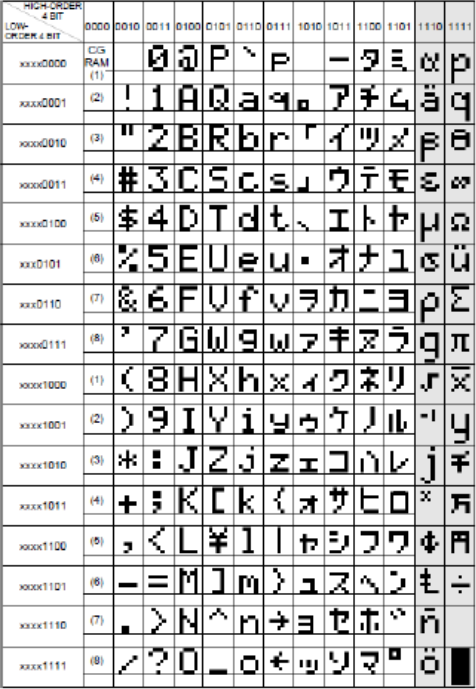 HIGH-ORDER
4 BIT
LOW-
ORDER 4 BIT
0000 0010 0011 0100 0101 0110 0111 1010 1011 1100 1101 1110 1111
xxxx0000 CG RAM (1) 0 @ P ` p ー タ ミ α p
xxxx0001 (2) ! 1 A Q a q 。 ア チ ム ä q
xxxx0010 (3) " 2 B R b r 「 イ ツ メ β θ
xxxx0011 (4) # 3 C S c s 」 ウ テ モ ε ∞
xxxx0100 (5) $ 4 D T d t 、 エ ト ヤ μ Ω
xxx0101 (6) % 5 E U e u ・ オ ナ ユ σ ü
xxx0110 (7) & 6 F V f v ヲ カ ニ ヨ ρ Σ
xxxx0111 (8) ' 7 G W g w ァ キ ヌ ラ g π
xxxx1000 (1) ( 8 H X h x ィ ク ネ リ √ x̄
xxxx1001 (2) ) 9 I Y i y ゥ ケ ノ ル ⁻¹ y
xxxx1010 (3) * : J Z j z ェ コ ハ レ j 千
xxxx1011 (4) + ; K [ k { ォ サ ヒ ロ ˣ 万
xxxx1100 (5) , < L ¥ l | ャ シ フ ワ ¢ 円
xxxx1101 (6) - = M ] m } ュ ス ヘ ン ÷
xxxx1110 (7) . > N ^ n → ョ セ ホ ゛ ñ
xxxx1111 (8) / ? O _ o ← ッ ソ マ ゜ ö █